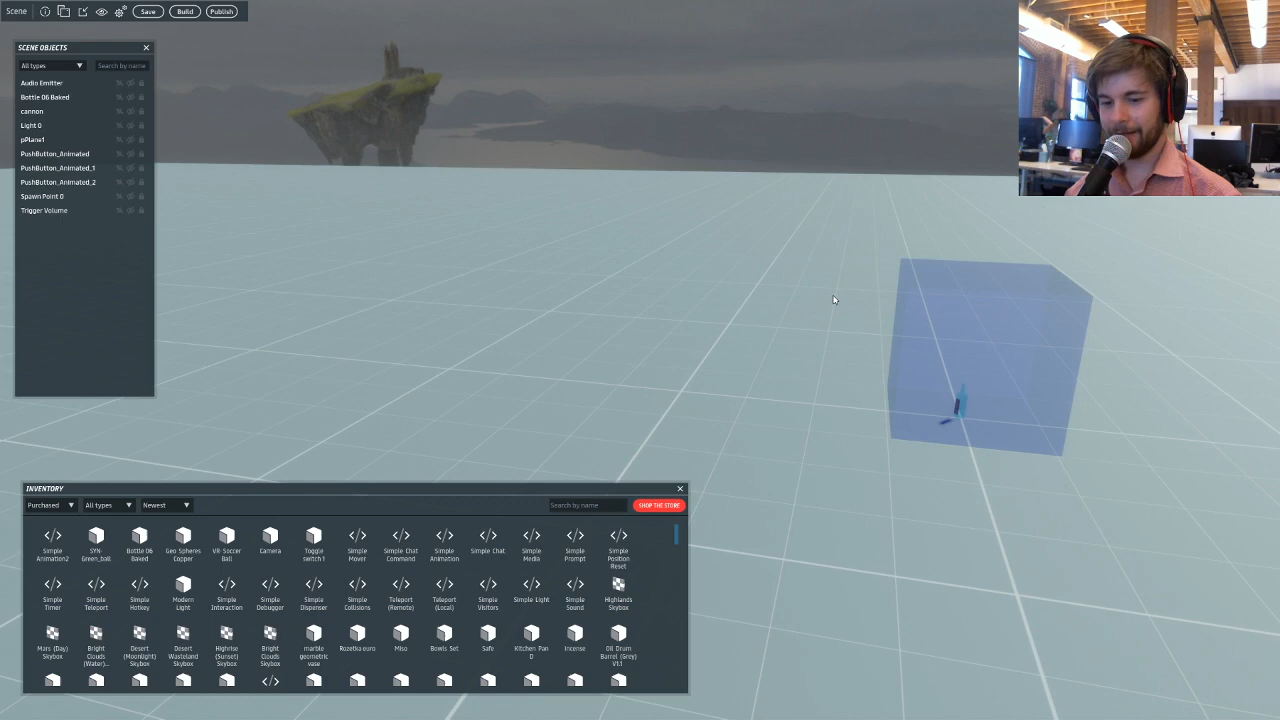 Scene Save Build Publish
SCENE OBJECTS
All types Search by name
Audio Emitter
Bottle 06 Baked
cannon
Light 0
pPlane1
PushButton_Animated
PushButton_Animated_1
PushButton_Animated_2
Spawn Point 0
Trigger Volume
INVENTORY
Purchased All types Newest Search by name SHOP THE STORE
Simple Animation2
SYN-Green_ball
Bottle 06 Baked
Geo Spheres Copper
VR-Soccer Ball
Camera
Toggle switch 1
Simple Mover
Simple Chat Command
Simple Animation
Simple Chat
Simple Media
Simple Prompt
Simple Position Reset
Simple Timer
Simple Teleport
Simple Hotkey
Modern Light
Simple Interaction
Simple Debugger
Simple Dispenser
Simple Collisions
Teleport (Remote)
Teleport (Local)
Simple Visitors
Simple Light
Simple Sound
Highlands Skybox
Mars (Day) Skybox
Bright Clouds (Water)...
Desert (Moonlight) Skybox
Desert Wasteland Skybox
Highrise (Sunset) Skybox
Bright Clouds Skybox
marble geometric vase
Rozetka euro
Miso
Bowls Set
Safe
Kitchen Pan D
Incense
Oil Drum Barrel (Grey) V1.1